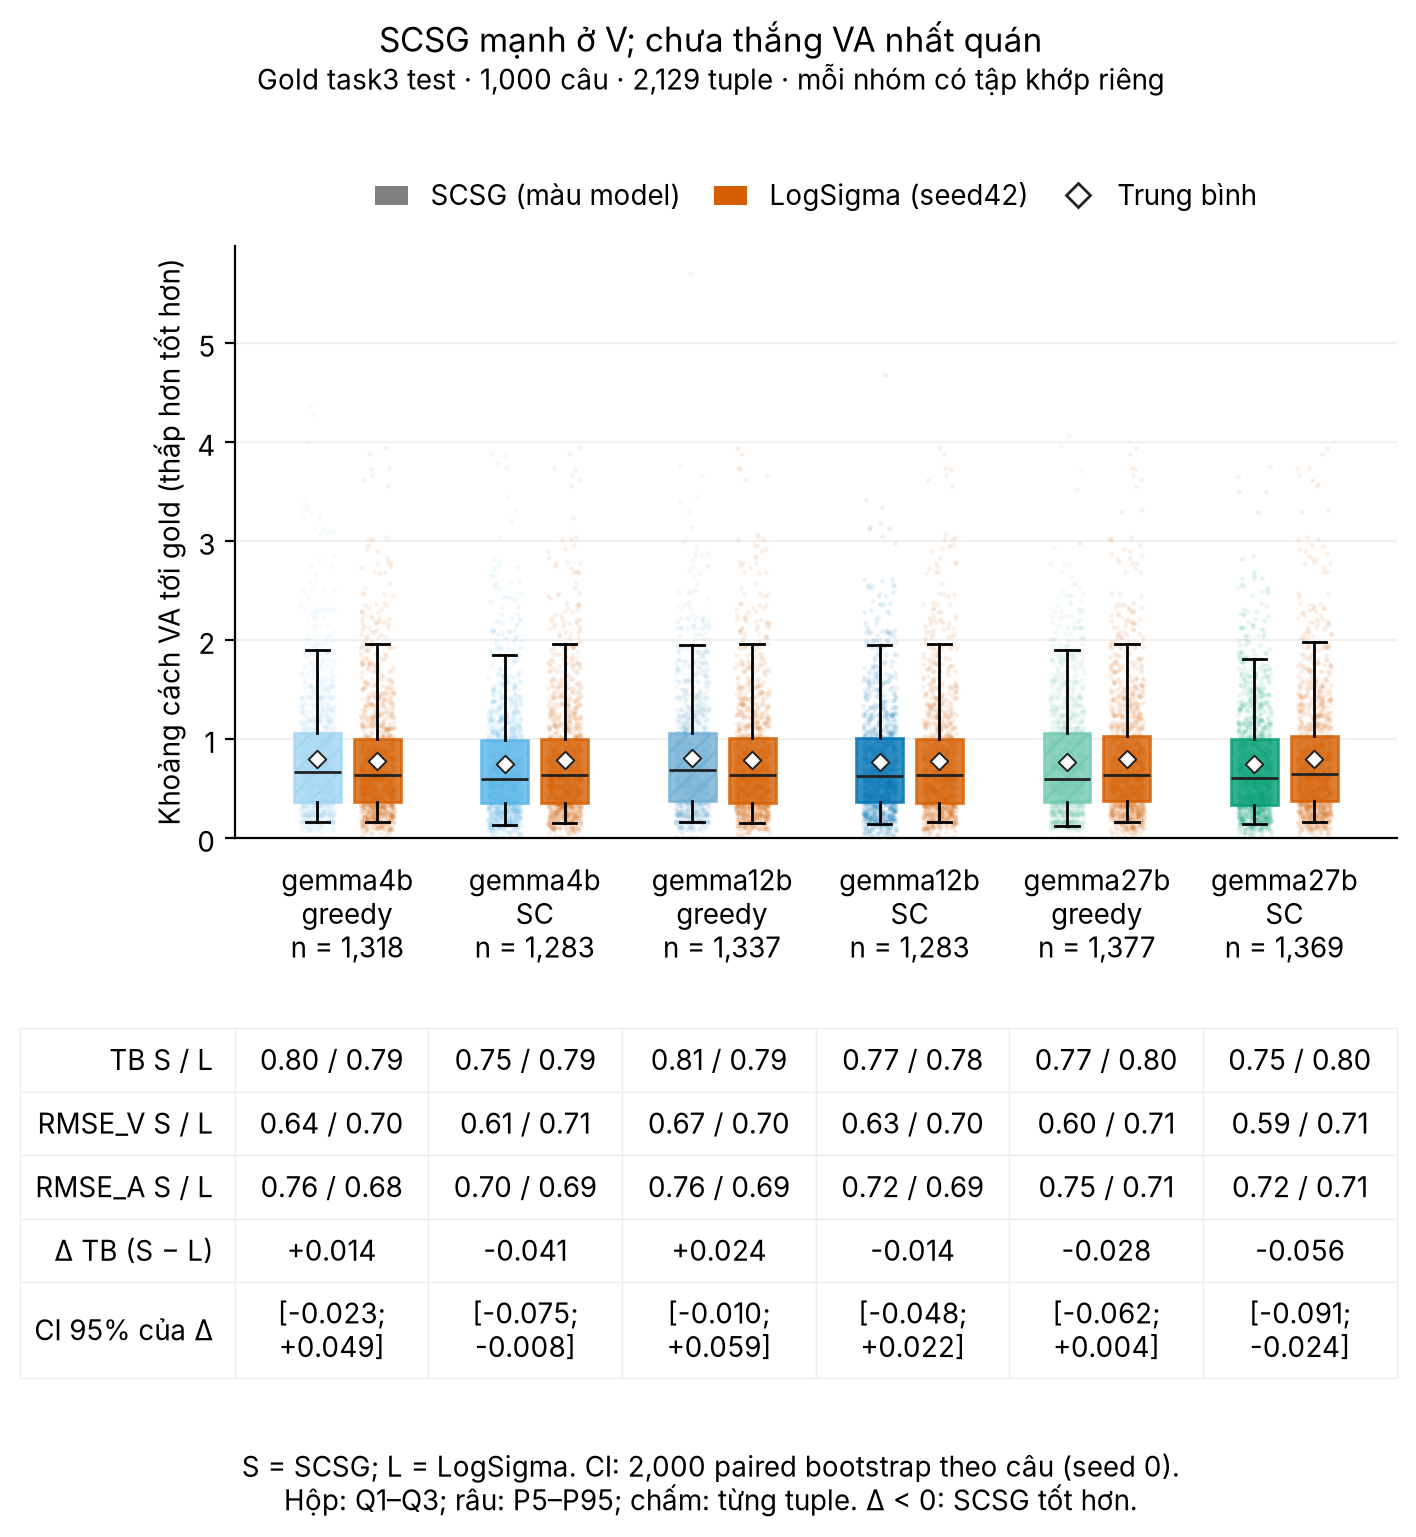 SCSG mạnh ở V; chưa thắng VA nhất quán
Gold task3 test · 1,000 câu · 2,129 tuple · mỗi nhóm có tập khớp riêng
SCSG (màu model) LogSigma (seed42) Trung bình
Khoảng cách VA tới gold (thấp hơn tốt hơn)
5
4
3
2
1
0
gemma4b gemma4b gemma12b gemma12b gemma27b gemma27b
greedy SC greedy SC greedy SC
n = 1,318 n = 1,283 n = 1,337 n = 1,283 n = 1,377 n = 1,369
TB S / L 0.80 / 0.79 0.75 / 0.79 0.81 / 0.79 0.77 / 0.78 0.77 / 0.80 0.75 / 0.80
RMSE_V S / L 0.64 / 0.70 0.61 / 0.71 0.67 / 0.70 0.63 / 0.70 0.60 / 0.71 0.59 / 0.71
RMSE_A S / L 0.76 / 0.68 0.70 / 0.69 0.76 / 0.69 0.72 / 0.69 0.75 / 0.71 0.72 / 0.71
Δ TB (S − L) +0.014 -0.041 +0.024 -0.014 -0.028 -0.056
CI 95% của Δ [-0.023; [-0.075; [-0.010; [-0.048; [-0.062; [-0.091;
+0.049] -0.008] +0.059] +0.022] +0.004] -0.024]
S = SCSG; L = LogSigma. CI: 2,000 paired bootstrap theo câu (seed 0).
Hộp: Q1–Q3; râu: P5–P95; chấm: từng tuple. Δ < 0: SCSG tốt hơn.